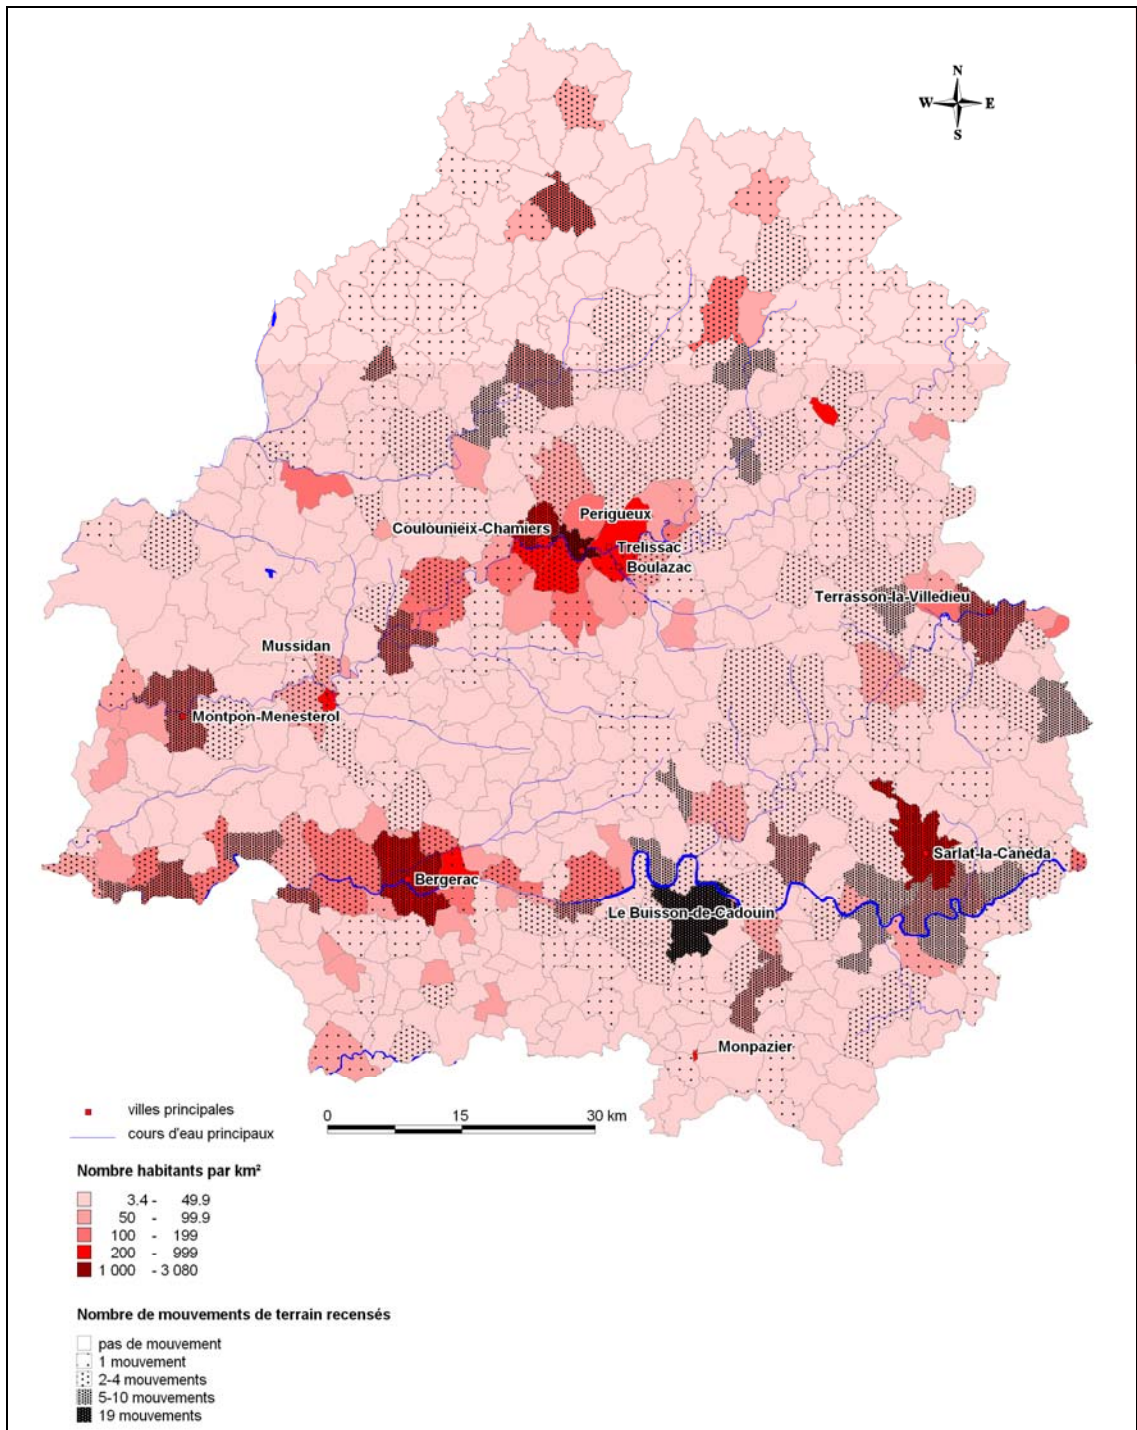 N
W E
S
Perigueux
Coulounieix-Chamiers
Trelissac
Boulazac
Terrasson-la-Villedieu
Mussidan
Montpon-Menesterol
Sarlat-la-Caneda
Bergerac
Le Buisson-de-Cadouin
Monpazier
villes principales
cours d'eau principaux
0 15 30 km
Nombre habitants par km²
3.4 - 49.9
50 - 99.9
100 - 199
200 - 999
1 000 - 3 080
Nombre de mouvements de terrain recensés
pas de mouvement
1 mouvement
2-4 mouvements
5-10 mouvements
19 mouvements